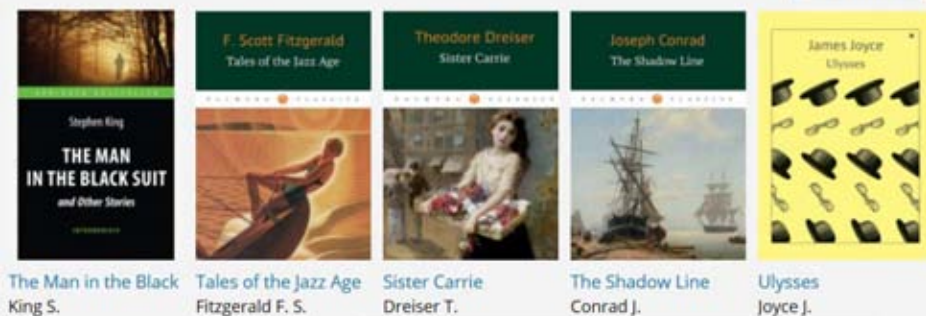 Stephen King
THE MAN
IN THE BLACK SUIT
and Other Stories
F. Scott Fitzgerald
Tales of the Jazz Age
Theodore Dreiser
Sister Carrie
Joseph Conrad
The Shadow Line
James Joyce
Ulysses
The Man in the Black
King S.
Tales of the Jazz Age
Fitzgerald F. S.
Sister Carrie
Dreiser T.
The Shadow Line
Conrad J.
Ulysses
Joyce J.